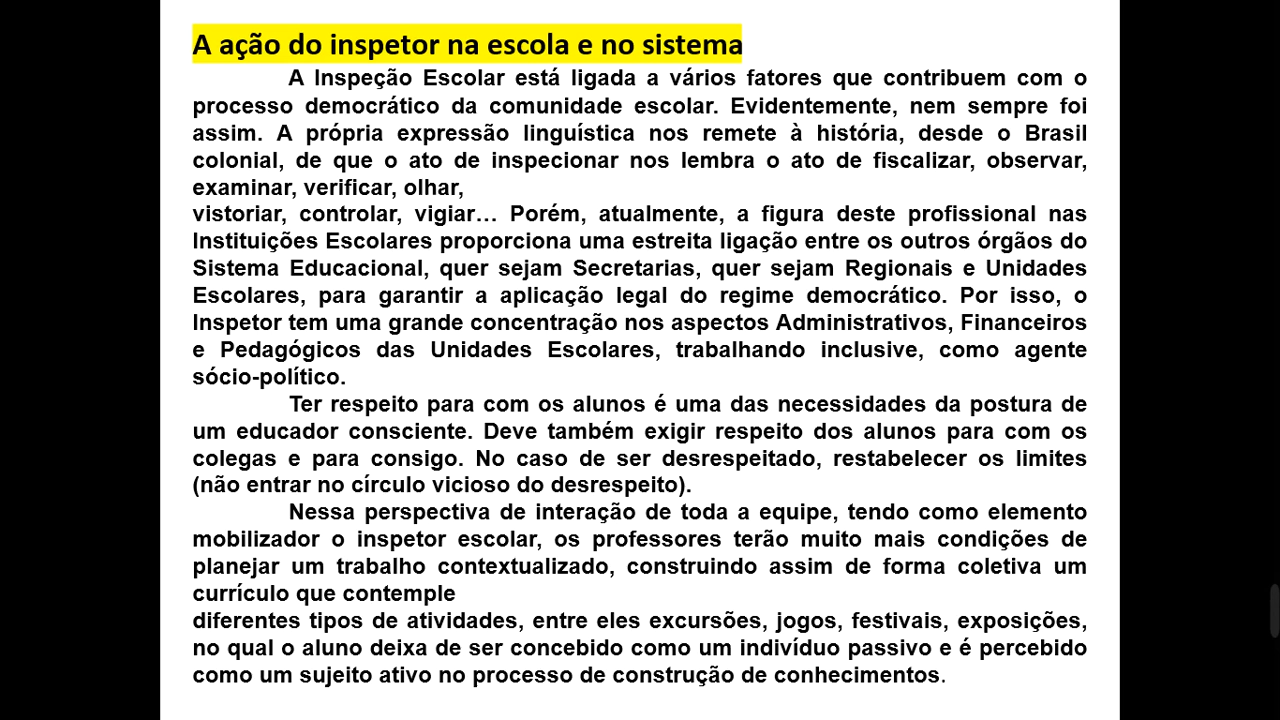 A ação do inspetor na escola e no sistema
A Inspeção Escolar está ligada a vários fatores que contribuem com o
processo democrático da comunidade escolar. Evidentemente, nem sempre foi
assim. A própria expressão linguística nos remete à história, desde o Brasil
colonial, de que o ato de inspecionar nos lembra o ato de fiscalizar, observar,
examinar, verificar, olhar,
vistoriar, controlar, vigiar… Porém, atualmente, a figura deste profissional nas
Instituições Escolares proporciona uma estreita ligação entre os outros órgãos do
Sistema Educacional, quer sejam Secretarias, quer sejam Regionais e Unidades
Escolares, para garantir a aplicação legal do regime democrático. Por isso, o
Inspetor tem uma grande concentração nos aspectos Administrativos, Financeiros
e Pedagógicos das Unidades Escolares, trabalhando inclusive, como agente
sócio-político.
Ter respeito para com os alunos é uma das necessidades da postura de
um educador consciente. Deve também exigir respeito dos alunos para com os
colegas e para consigo. No caso de ser desrespeitado, restabelecer os limites
(não entrar no círculo vicioso do desrespeito).
Nessa perspectiva de interação de toda a equipe, tendo como elemento
mobilizador o inspetor escolar, os professores terão muito mais condições de
planejar um trabalho contextualizado, construindo assim de forma coletiva um
currículo que contemple
diferentes tipos de atividades, entre eles excursões, jogos, festivais, exposições,
no qual o aluno deixa de ser concebido como um indivíduo passivo e é percebido
como um sujeito ativo no processo de construção de conhecimentos.